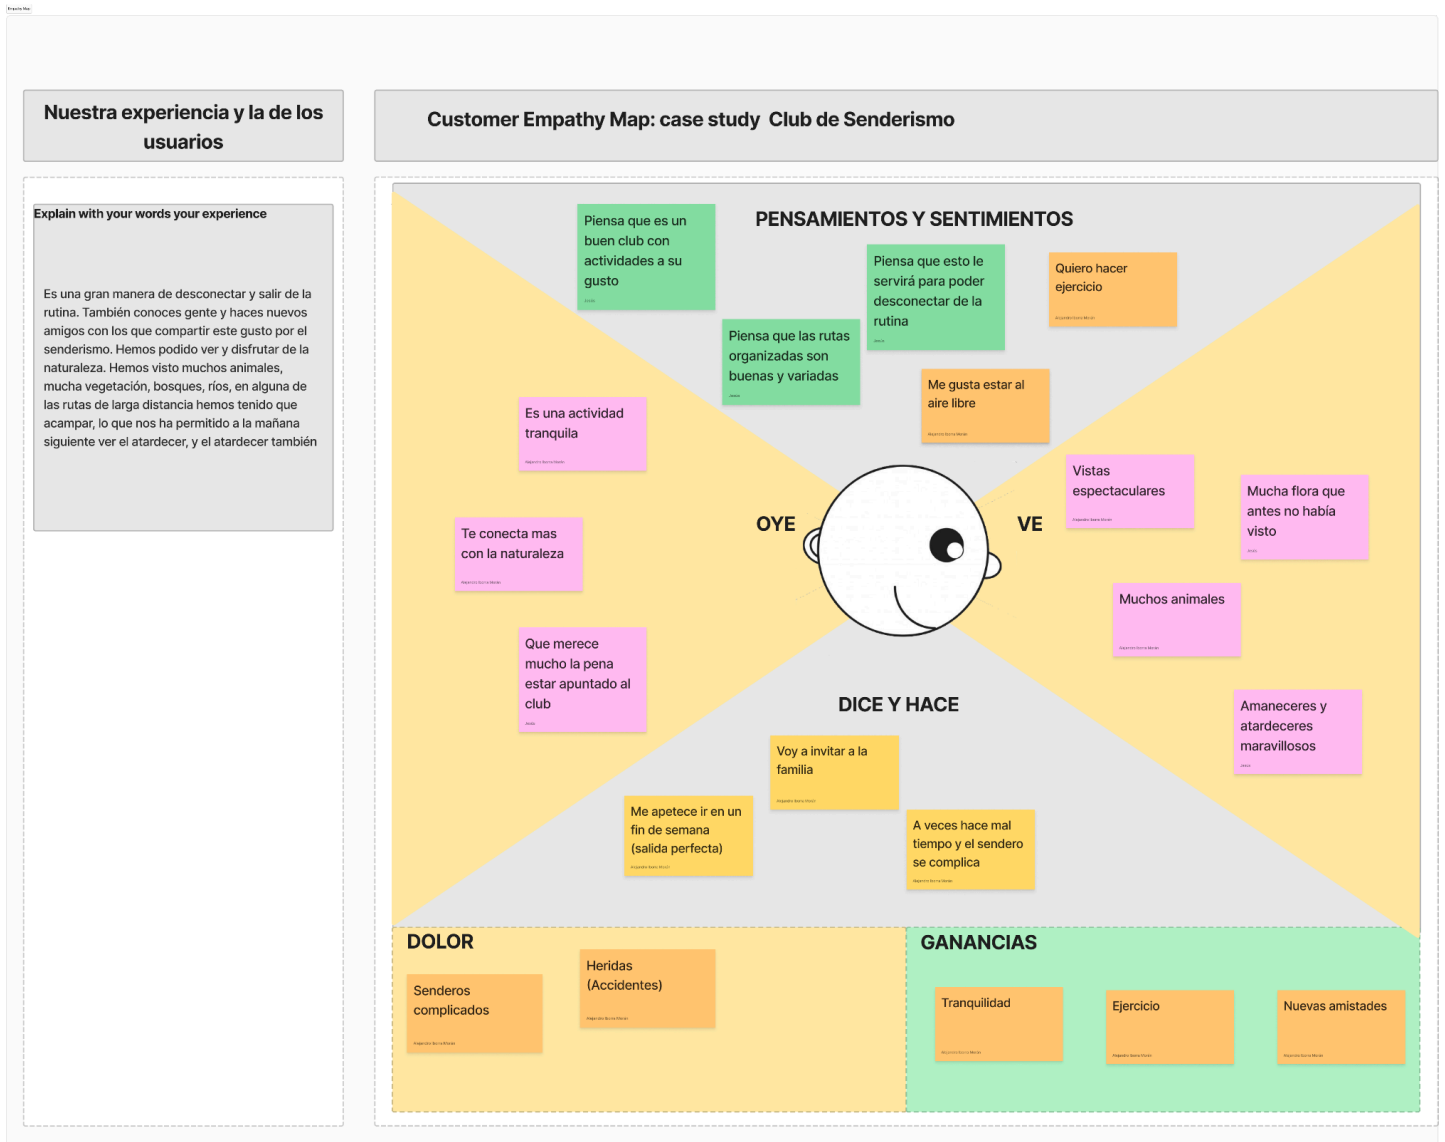 Empathy Map
Nuestra experiencia y la de los
usuarios
Customer Empathy Map: case study Club de Senderismo
Explain with your words your experience
Es una gran manera de desconectar y salir de la
rutina. También conoces gente y haces nuevos
amigos con los que compartir este gusto por el
senderismo. Hemos podido ver y disfrutar de la
naturaleza. Hemos visto muchos animales,
mucha vegetación, bosques, ríos, en alguna de
las rutas de larga distancia hemos tenido que
acampar, lo que nos ha permitido a la mañana
siguiente ver el atardecer, y el atardecer también
PENSAMIENTOS Y SENTIMIENTOS
Piensa que es un
buen club con
actividades a su
gusto
Piensa que las rutas
organizadas son
buenas y variadas
Piensa que esto le
servirá para poder
desconectar de la
rutina
Quiero hacer
ejercicio
Me gusta estar al
aire libre
OYE
Es una actividad
tranquila
Te conecta mas
con la naturaleza
Que merece
mucho la pena
estar apuntado al
club
VE
Vistas
espectaculares
Mucha flora que
antes no había
visto
Muchos animales
Amaneceres y
atardeceres
maravillosos
DICE Y HACE
Voy a invitar a la
familia
Me apetece ir en un
fin de semana
(salida perfecta)
A veces hace mal
tiempo y el sendero
se complica
DOLOR
Senderos
complicados
Heridas
(Accidentes)
GANANCIAS
Tranquilidad
Ejercicio
Nuevas amistades